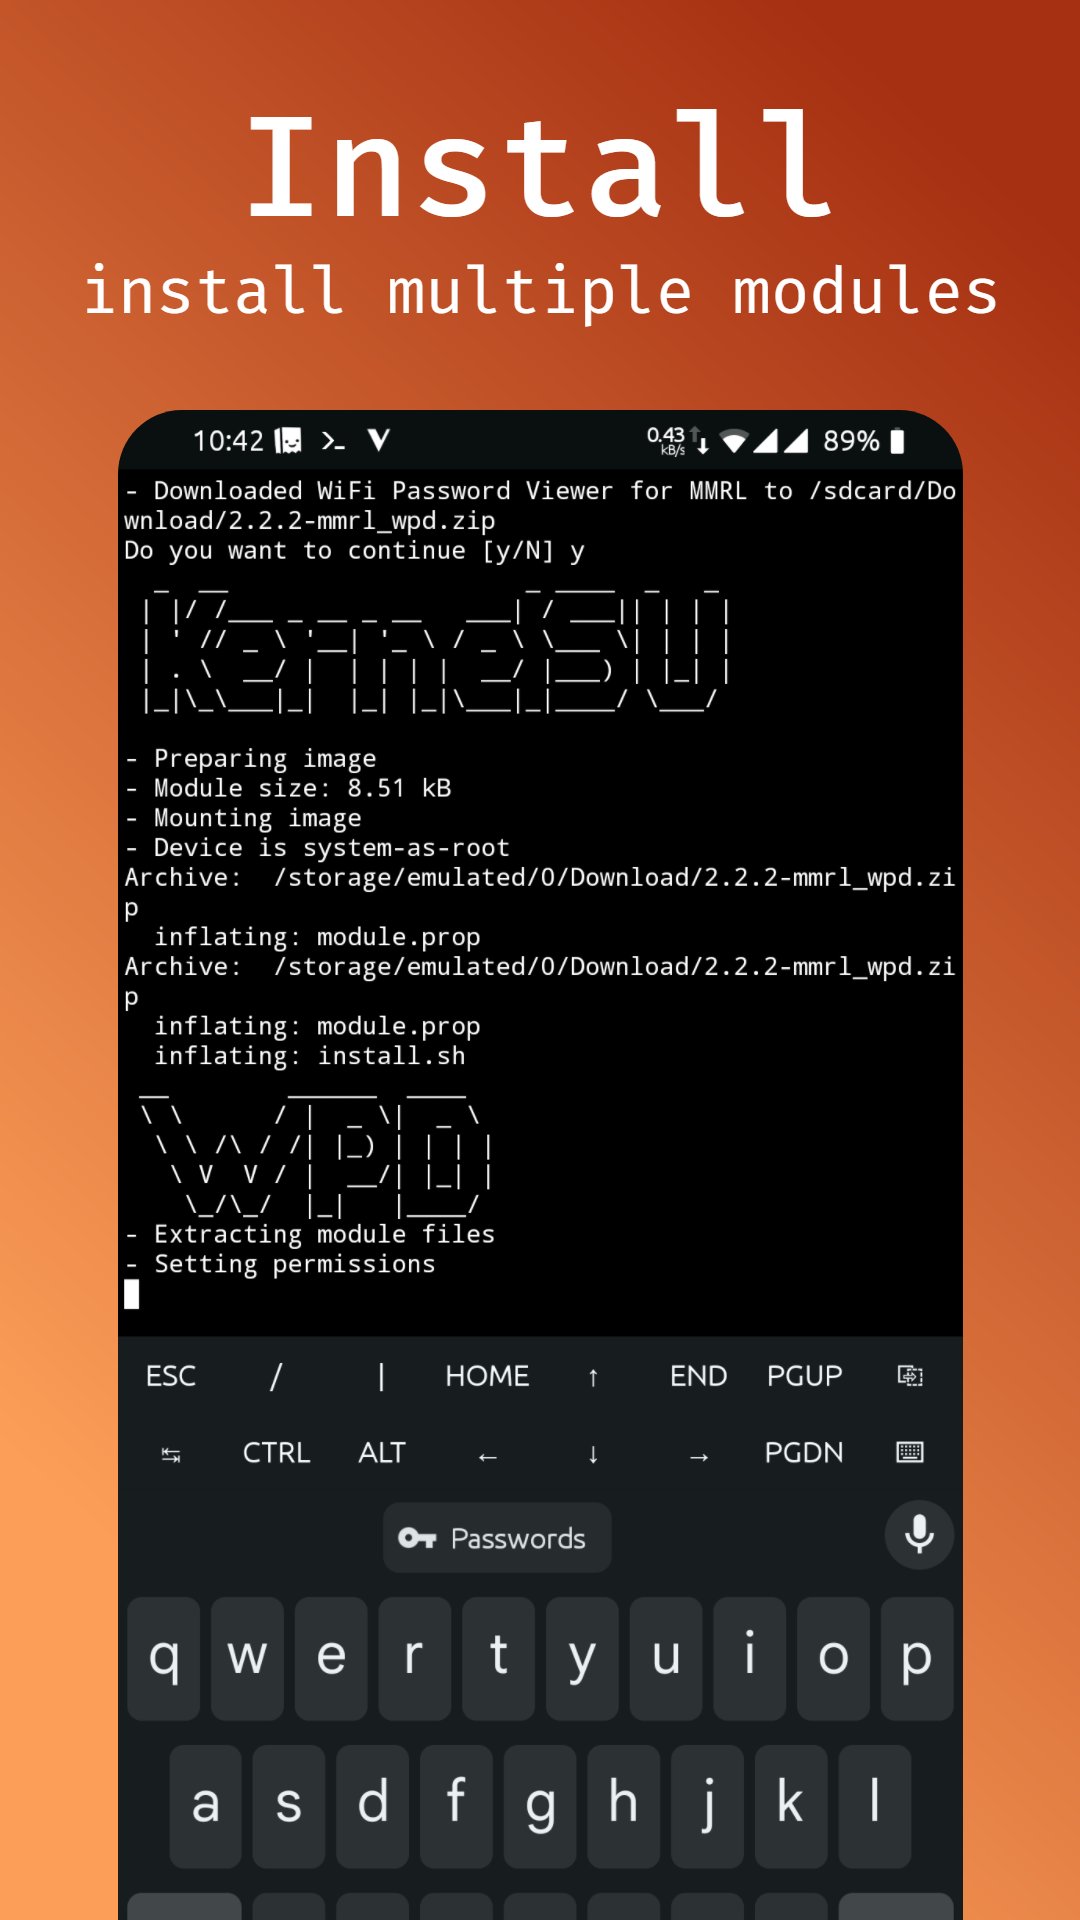 Install
install multiple modules
10:42 0.43 kB/s 89%
- Downloaded WiFi Password Viewer for MMRL to /sdcard/Do
wnload/2.2.2-mmrl_wpd.zip
Do you want to continue [y/N] y
KernelSU
- Preparing image
- Module size: 8.51 kB
- Mounting image
- Device is system-as-root
Archive:  /storage/emulated/0/Download/2.2.2-mmrl_wpd.zi
p
  inflating: module.prop
Archive:  /storage/emulated/0/Download/2.2.2-mmrl_wpd.zi
p
  inflating: module.prop
  inflating: install.sh
WPD
- Extracting module files
- Setting permissions
ESC / | HOME ↑ END PGUP
↹ CTRL ALT ← ↓ → PGDN
Passwords
q w e r t y u i o p
a s d f g h j k l